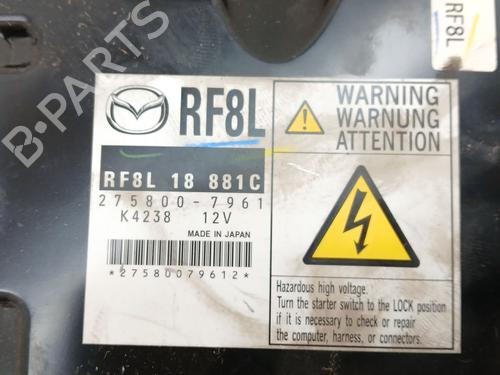 RF8L
RF8L
WARNING
WARNUNG
ATTENTION
RF8L 18 881C
275800-7961
K4238 12V
MADE IN JAPAN
*27580079612*
Hazardous high voltage.
Turn the starter switch to the LOCK position
if it is necessary to check or repair
the computer, harness, or connectors.
B-PARTS